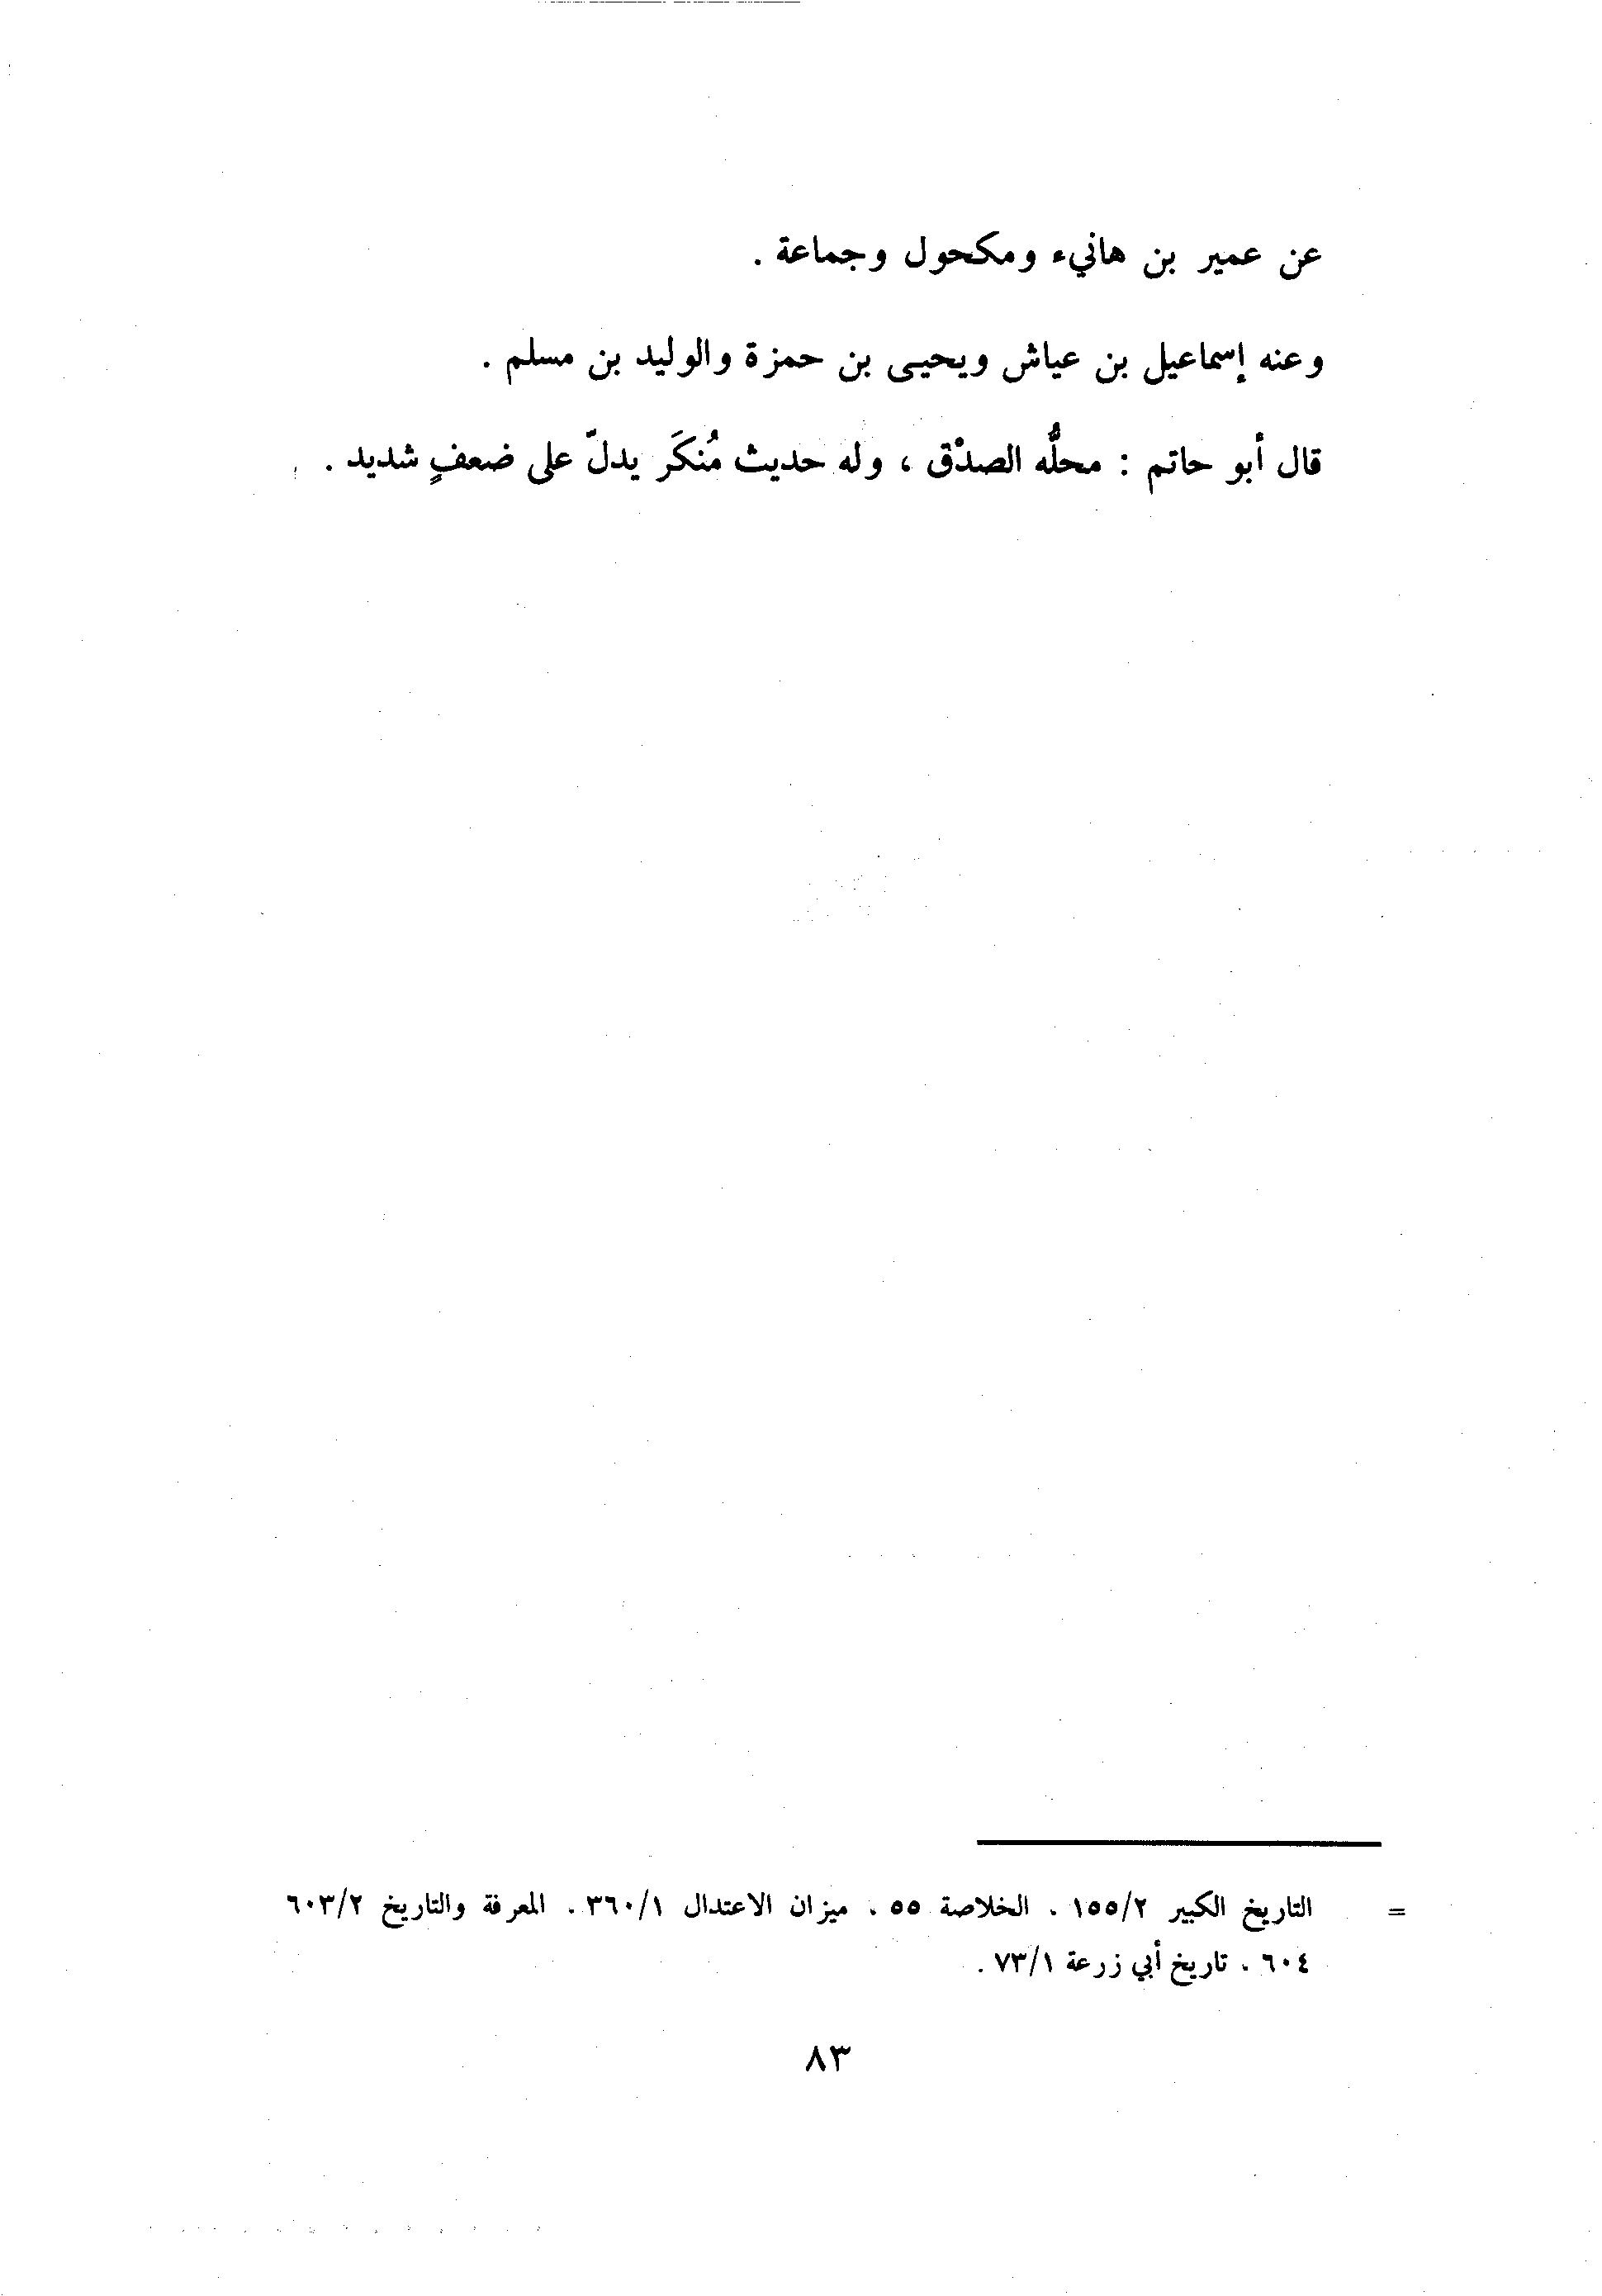 عن عمير بن هانيء ومكحول وجماعة .
وعنه إسماعيل بن عياش ويحيى بن حمزة والوليد بن مسلم .
قال أبو حاتم : محلُّه الصدْق ، وله حديث مُنكَر يدلّ على ضعفٍ شديد .
= التاريخ الكبير ١٥٥/٢ . الخلاصة ٥٥ . ميزان الاعتدال ٣٦٠/١ . المعرفة والتاريخ ٦٠٣/٢
٦٠٤ . تاريخ أبي زرعة ٧٣/١ .
٨٣